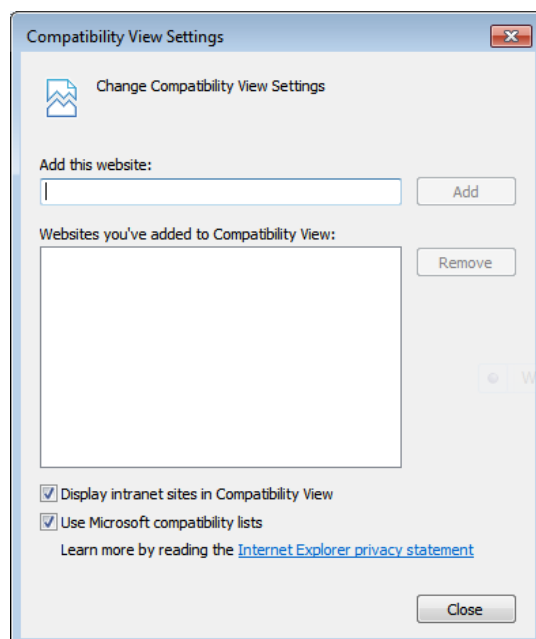 Compatibility View Settings
Change Compatibility View Settings
Add this website:
Add
Websites you've added to Compatibility View:
Remove
W
Display intranet sites in Compatibility View
Use Microsoft compatibility lists
Learn more by reading the Internet Explorer privacy statement
Close